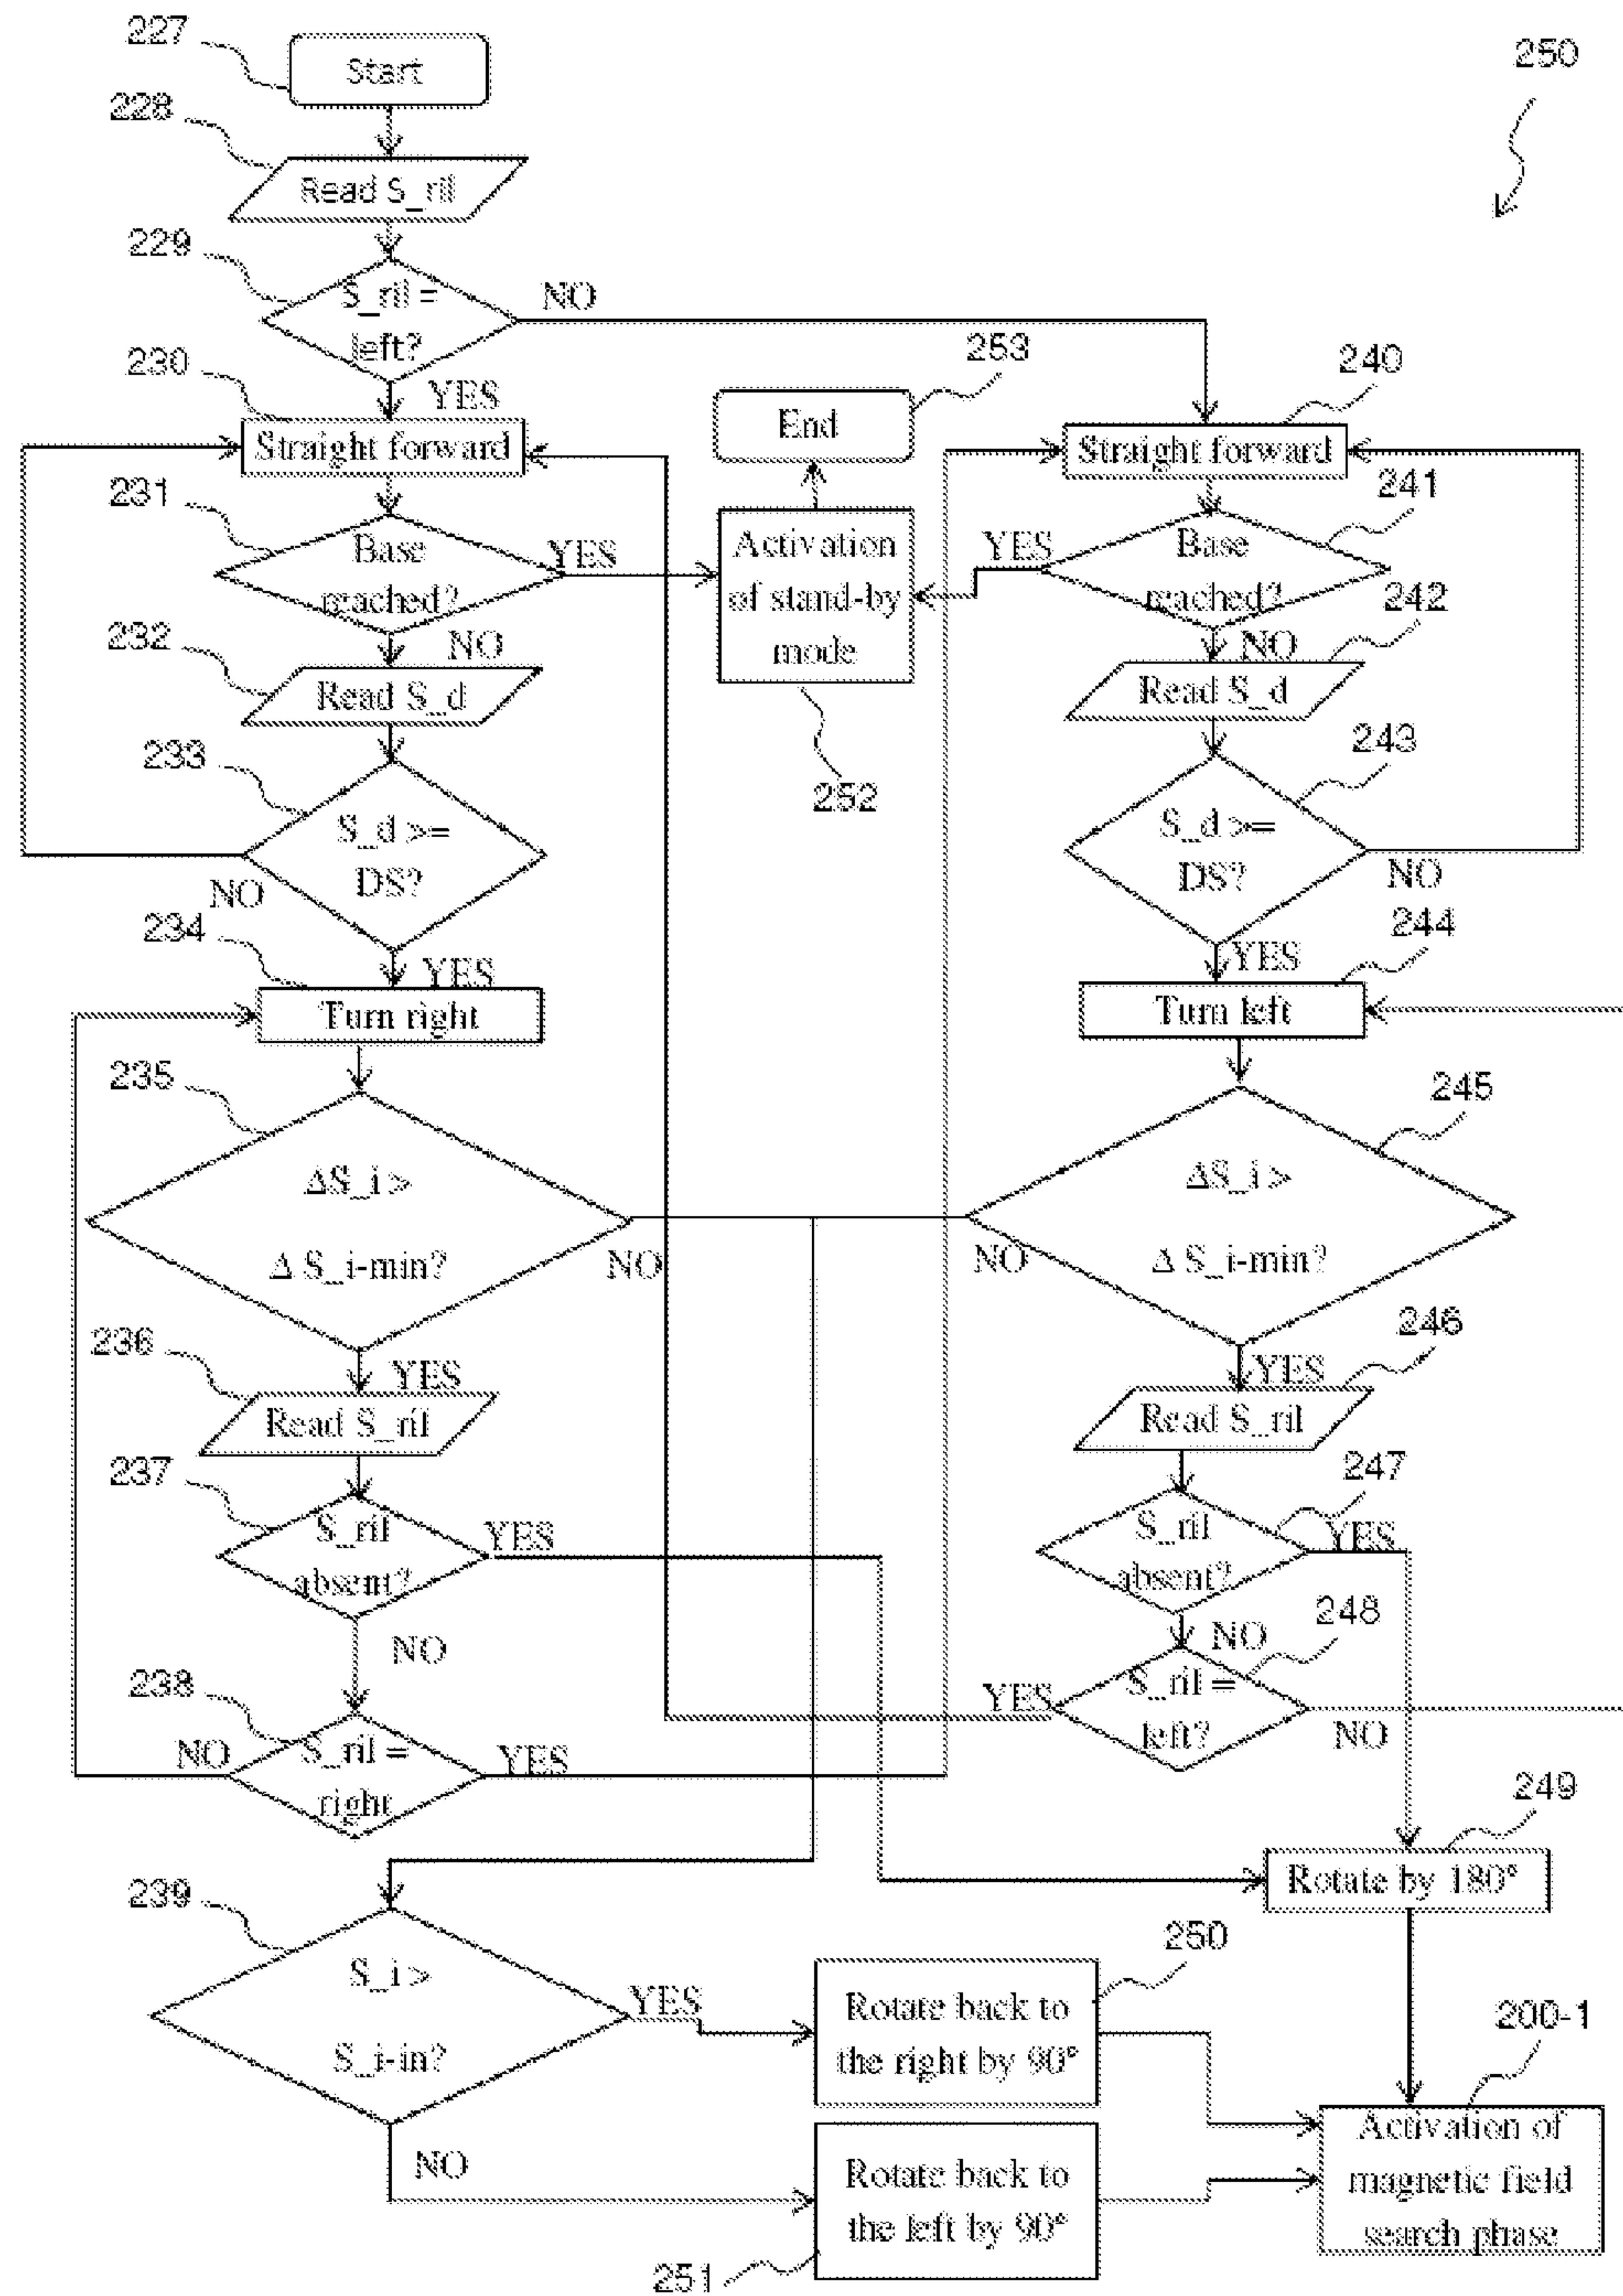 227
Start
250
228
Read S_ril
229
S_ril =
left?
NO
YES
253
End
230
Straight forward
240
Straight forward
231
Base
reached?
YES
NO
Activation
of stand-by
mode
252
241
Base
reached?
YES
NO
232
Read S_d
242
Read S_d
233
S_d >=
DS?
NO
YES
243
S_d >=
DS?
NO
YES
234
Turn right
244
Turn left
235
ΔS_i >
Δ S_i-min?
NO
YES
245
ΔS_i >
Δ S_i-min?
NO
YES
236
Read S_ril
246
Read S_ril
237
S_ril
absent?
YES
NO
247
S_ril
absent?
YES
NO
238
S_ril =
right
NO
YES
248
S_ril =
left?
YES
NO
249
Rotate by 180°
239
S_i >
S_i-in?
YES
NO
250
Rotate back to
the right by 90°
251
Rotate back to
the left by 90°
200-1
Activation of
magnetic field
search phase